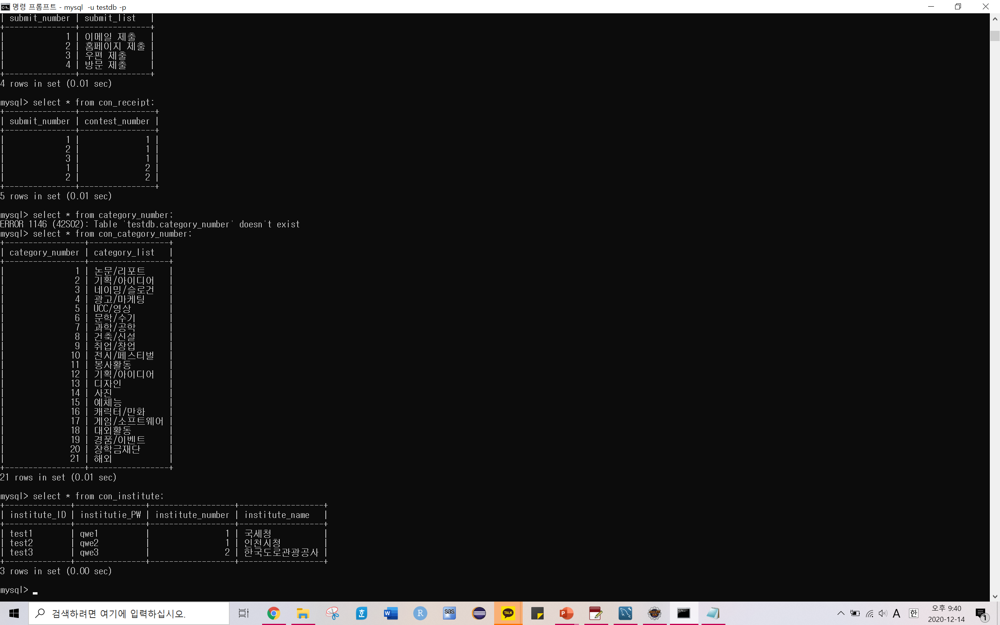 명령 프롬프트 - mysql  -u testdb -p
| submit_number | submit_list   |
+---------------+---------------+
|             1 | 이메일 제출   |
|             2 | 홈페이지 제출 |
|             3 | 우편 제출     |
|             4 | 방문 제출     |
+---------------+---------------+
4 rows in set (0.01 sec)
mysql> select * from con_receipt;
+---------------+----------------+
| submit_number | contest_number |
+---------------+----------------+
|             1 |              1 |
|             2 |              1 |
|             3 |              1 |
|             1 |              2 |
|             2 |              2 |
+---------------+----------------+
5 rows in set (0.01 sec)
mysql> select * from category_number;
ERROR 1146 (42S02): Table 'testdb.category_number' doesn't exist
mysql> select * from con_category_number;
+-----------------+-----------------+
| category_number | category_list   |
+-----------------+-----------------+
|               1 | 논문/리포트     |
|               2 | 기획/아이디어   |
|               3 | 네이밍/슬로건   |
|               4 | 광고/마케팅     |
|               5 | UCC/영상        |
|               6 | 문학/수기       |
|               7 | 과학/공학       |
|               8 | 건축/신설       |
|               9 | 취업/창업       |
|              10 | 전시/페스티벌   |
|              11 | 봉사활동        |
|              12 | 기획/아이디어   |
|              13 | 디자인          |
|              14 | 사진            |
|              15 | 예체능          |
|              16 | 캐릭터/만화     |
|              17 | 게임/소프트웨어 |
|              18 | 대외활동        |
|              19 | 경품/이벤트     |
|              20 | 장학금재단      |
|              21 | 해외            |
+-----------------+-----------------+
21 rows in set (0.01 sec)
mysql> select * from con_institute;
+--------------+---------------+------------------+------------------+
| institute_ID | institutie_PW | institute_number | institute_name   |
+--------------+---------------+------------------+------------------+
| test1        | qwe1          |                1 | 국세청           |
| test2        | qwe2          |                1 | 인천시청         |
| test3        | qwe3          |                2 | 한국도로관광공사 |
+--------------+---------------+------------------+------------------+
3 rows in set (0.00 sec)
mysql>
검색하려면 여기에 입력하십시오.
호
W
R
sas
TALK
P
Java EE
IDE
A
한
오후 9:40
2020-12-14
1